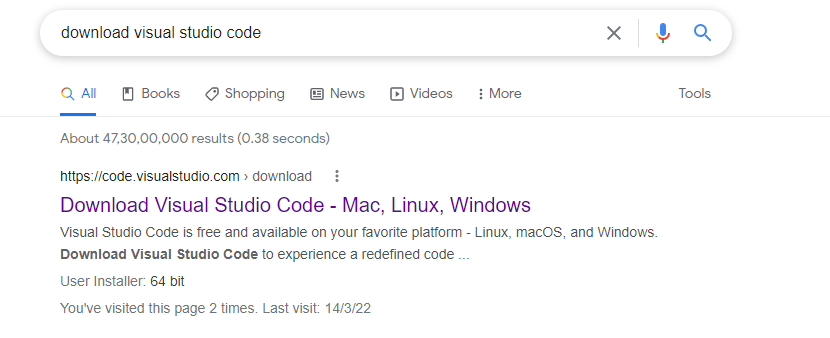 download visual studio code
All Books Shopping News Videos More Tools
About 47,30,00,000 results (0.38 seconds)
https://code.visualstudio.com › download
Download Visual Studio Code - Mac, Linux, Windows
Visual Studio Code is free and available on your favorite platform - Linux, macOS, and Windows.
Download Visual Studio Code to experience a redefined code ...
User Installer: 64 bit
You've visited this page 2 times. Last visit: 14/3/22